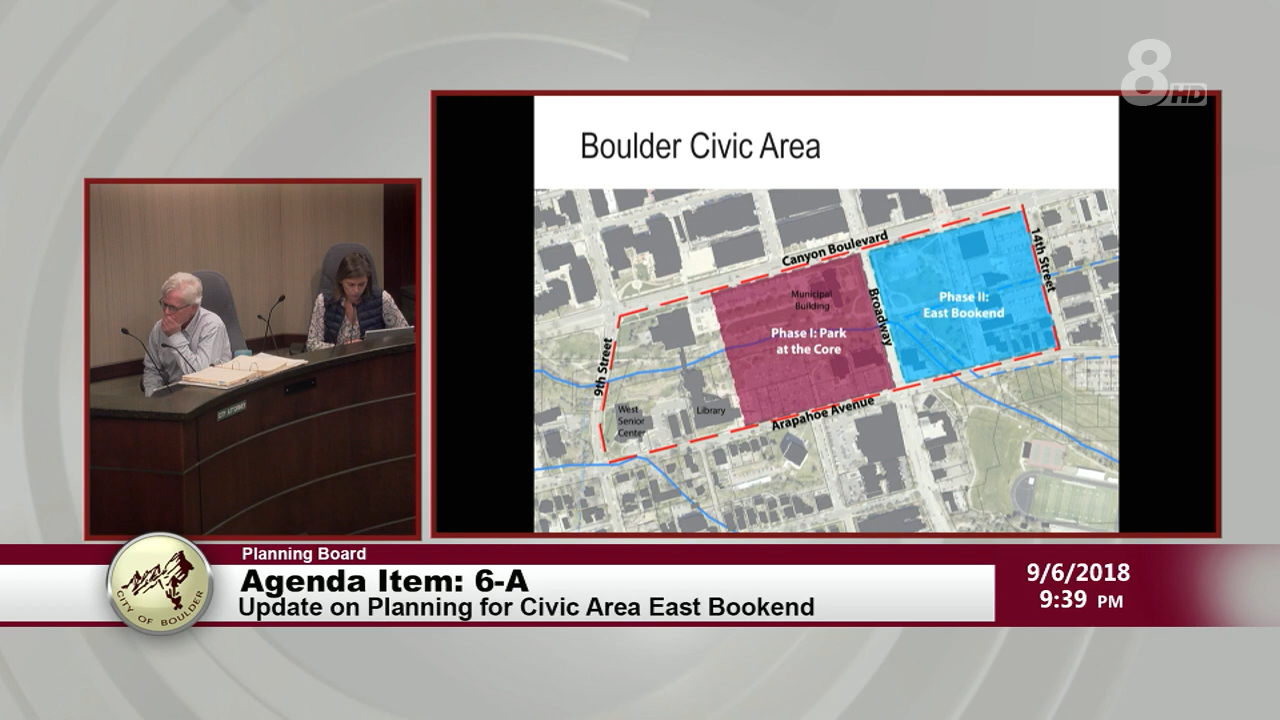 8
HD
Boulder Civic Area
Canyon Boulevard
14th Street
Municipal
Building
Phase II:
East Bookend
Broadway
Phase I: Park
at the Core
9th Street
West
Senior
Center
Library
Arapahoe Avenue
CITY ATTORNEY
Planning Board
Agenda Item: 6-A
Update on Planning for Civic Area East Bookend
9/6/2018
9:39 PM
CITY OF BOULDER